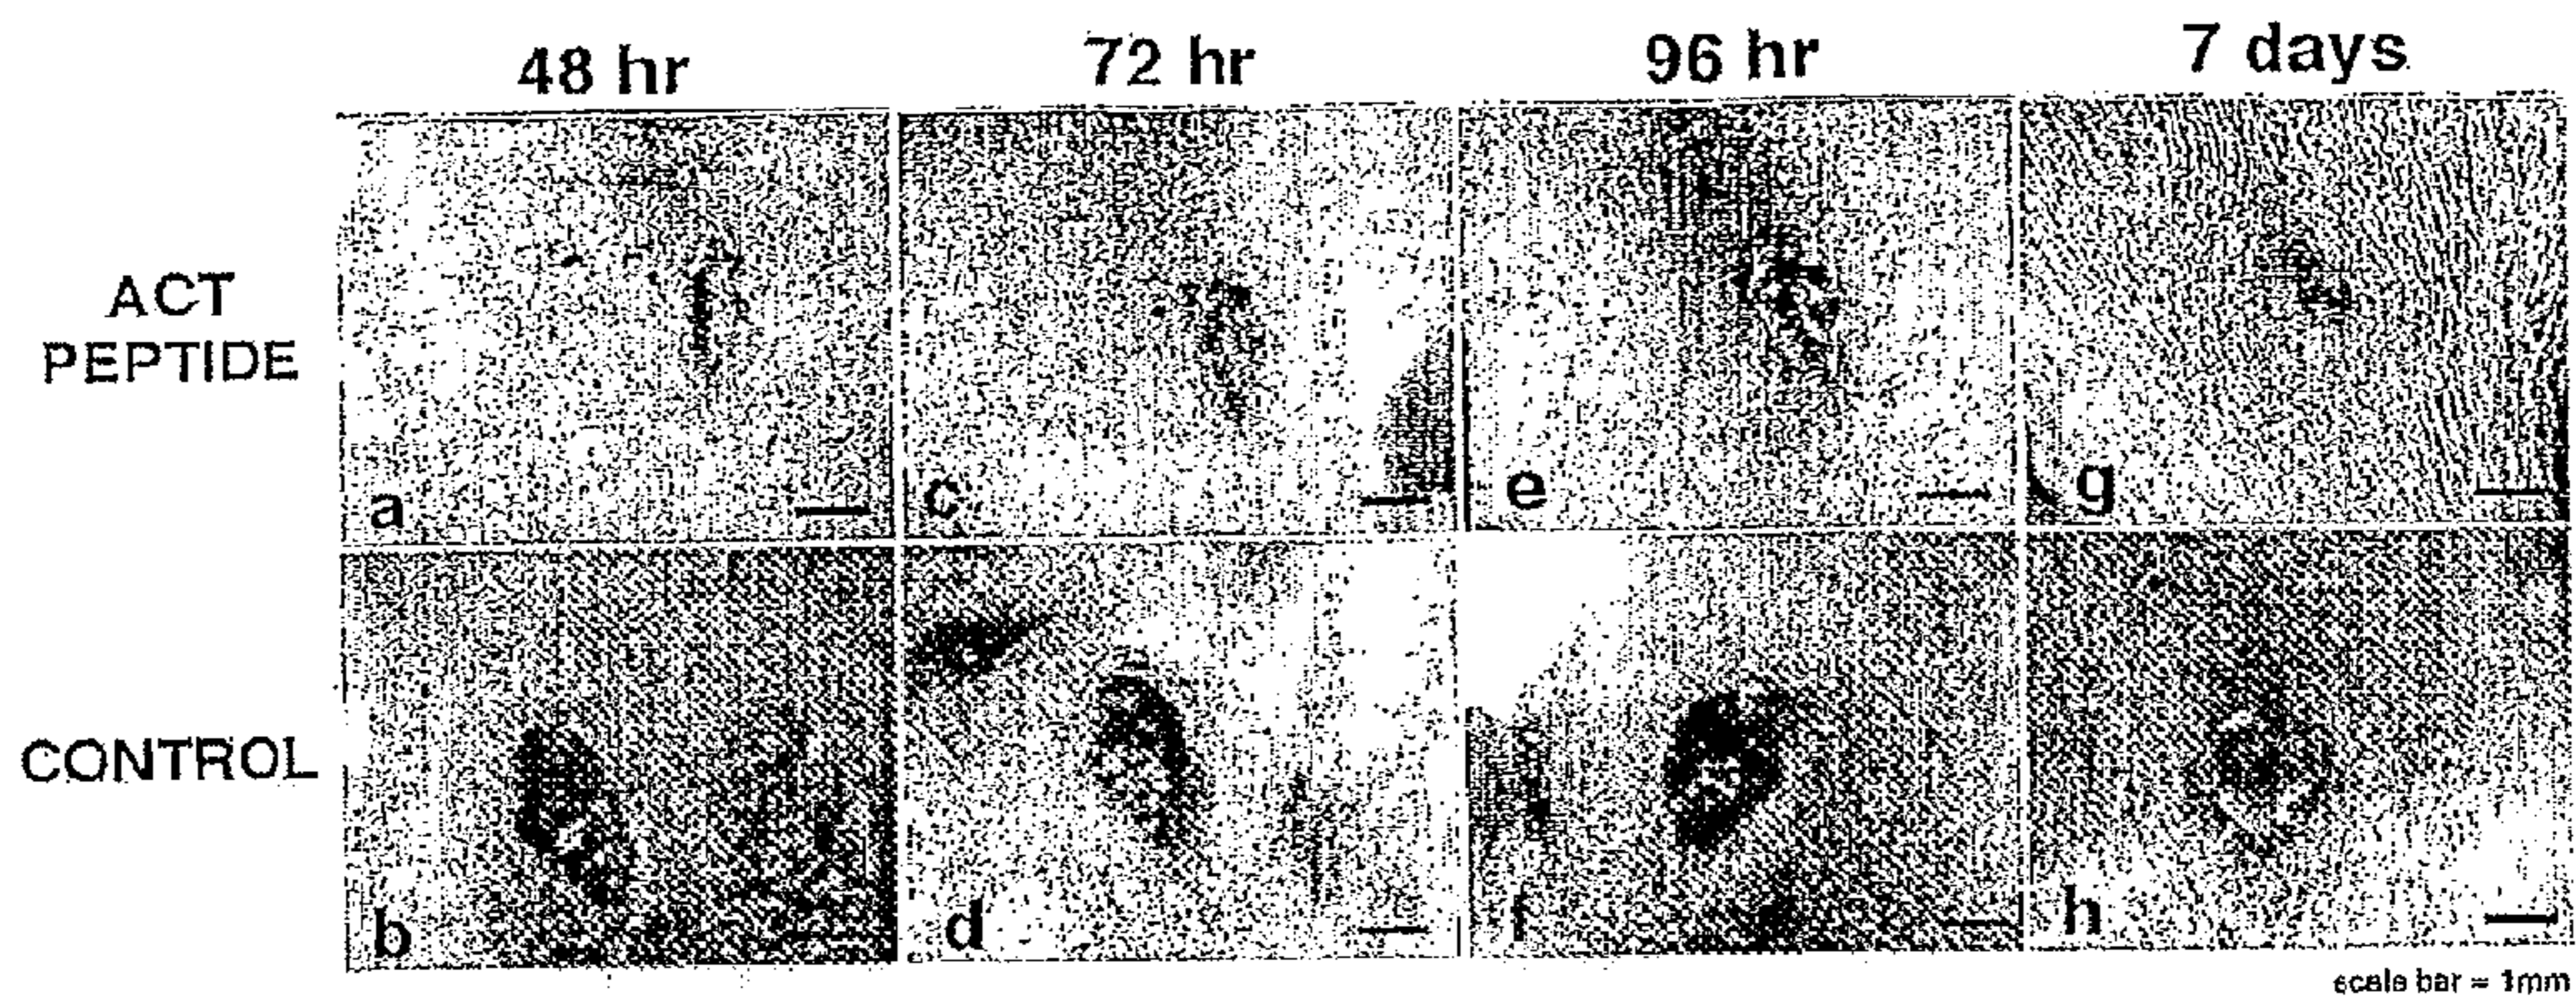 48 hr
72 hr
96 hr
7 days
ACT
PEPTIDE
a
c
e
g
CONTROL
b
d
f
h
scale bar = 1mm